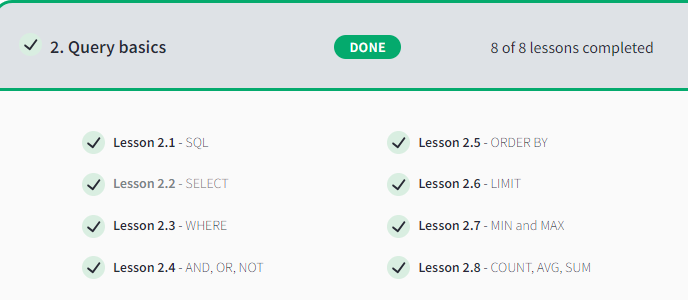 2. Query basics
DONE
8 of 8 lessons completed
Lesson 2.1 - SQL
Lesson 2.2 - SELECT
Lesson 2.3 - WHERE
Lesson 2.4 - AND, OR, NOT
Lesson 2.5 - ORDER BY
Lesson 2.6 - LIMIT
Lesson 2.7 - MIN and MAX
Lesson 2.8 - COUNT, AVG, SUM